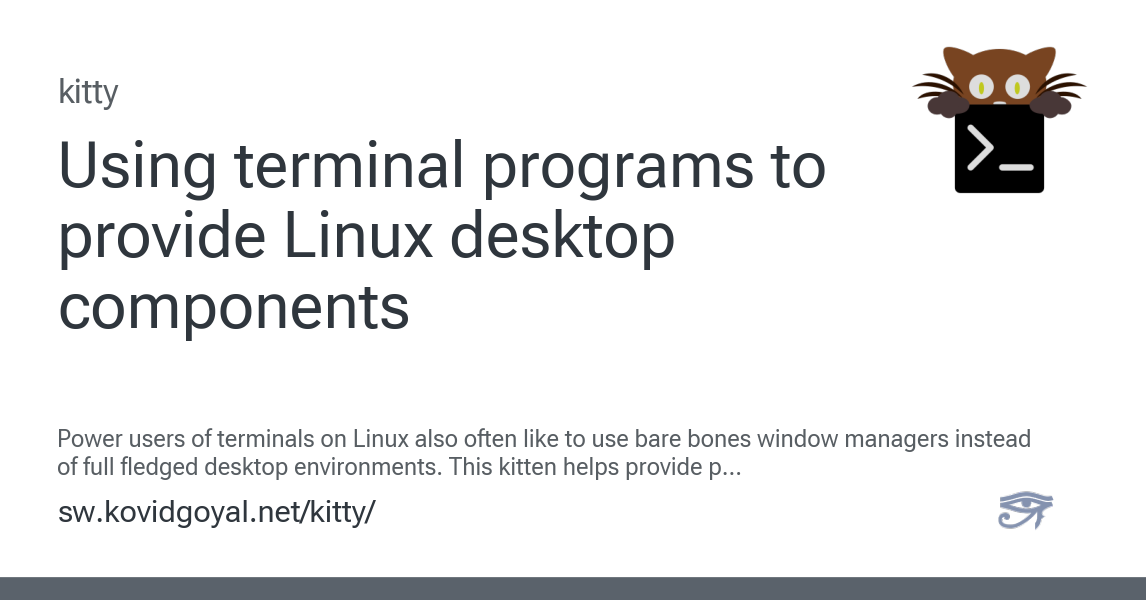 kitty
Using terminal programs to
provide Linux desktop
components
Power users of terminals on Linux also often like to use bare bones window managers instead
of full fledged desktop environments. This kitten helps provide p...
sw.kovidgoyal.net/kitty/